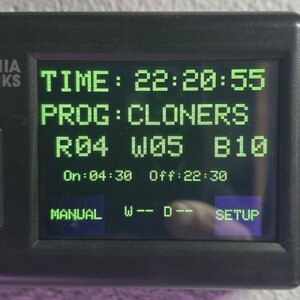 TIME: 22:20:55
PROG:CLONERS
R04 W05 B10
On:04:30 Off:22:30
MANUAL W-- D-- SETUP